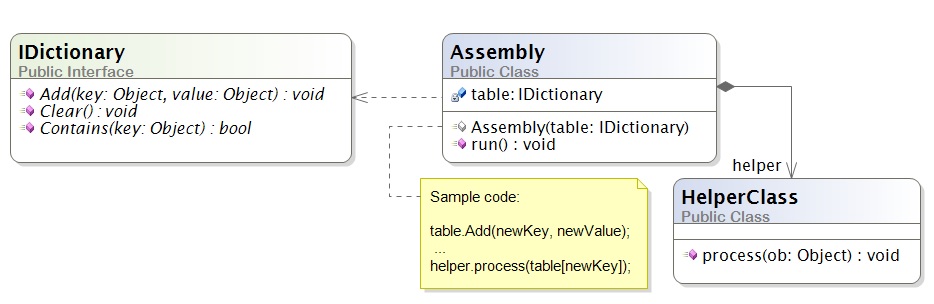 IDictionary
Public Interface
Add(key: Object, value: Object) : void
Clear() : void
Contains(key: Object) : bool
Assembly
Public Class
table: IDictionary
Assembly(table: IDictionary)
run() : void
helper
Sample code:
table.Add(newKey, newValue);
...
helper.process(table[newKey]);
HelperClass
Public Class
process(ob: Object) : void